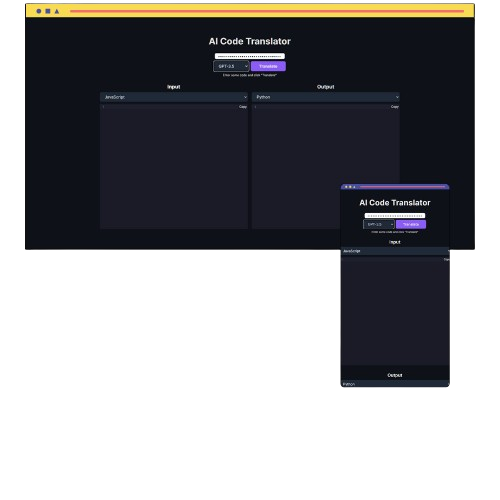 AI Code Translator
GPT-3.5
Translate
Enter some code and click "Translate"
Input
Output
JavaScript
Python
Copy
Copy
AI Code Translator
GPT-3.5
Translate
Enter some code and click "Translate"
Input
JavaScript
Output
Python